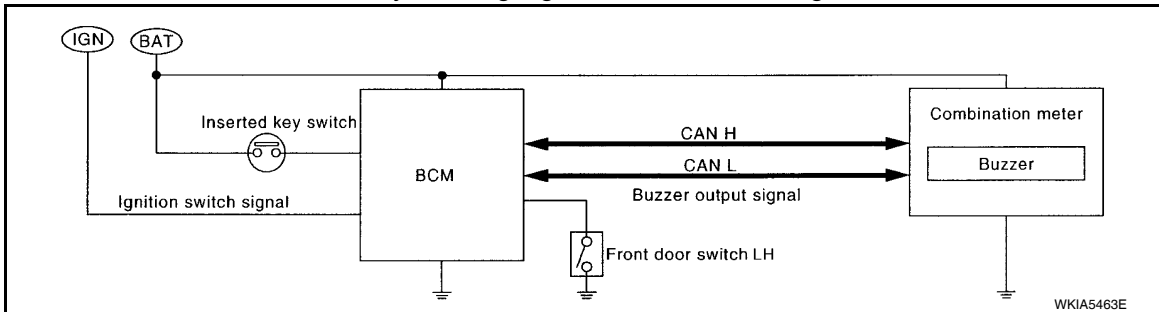 IGN
BAT
Inserted key switch
Ignition switch signal
BCM
CAN H
CAN L
Buzzer output signal
Front door switch LH
Combination meter
Buzzer
WKIA5463E